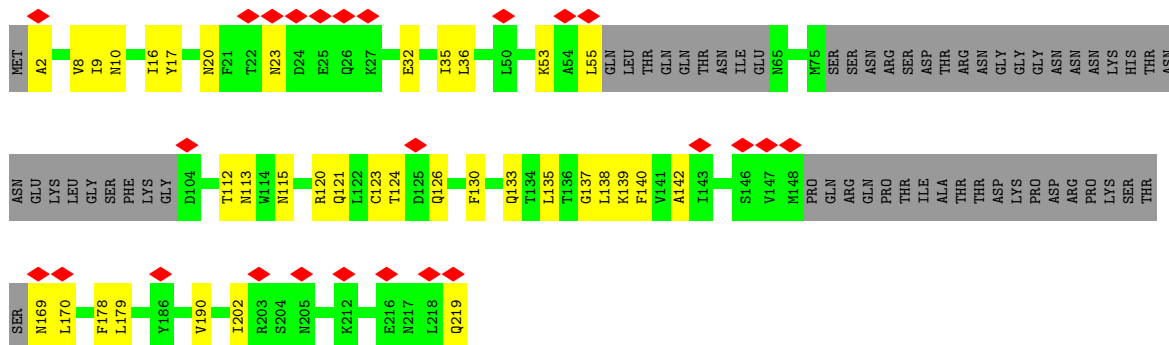 MET A2 V8 I9 N10 I16 Y17 N20 F21 T22 N23 D24 E25 Q26 K27 E32 I35 L36 L50 K53 A54 L55 GLN LEU THR GLN GLN THR ASN ILE GLU N65 M75 SER SER ASN ARG SER ASP THR ARG ASN GLY GLY GLY ASN ASN ASN LYS HIS THR ASN
ASN GLU LYS LEU GLY SER PHE LYS GLY D104 T112 N113 W114 N115 R120 Q121 L122 C123 T124 D125 Q126 F130 Q133 T134 L135 T136 G137 L138 K139 F140 V141 A142 I143 S146 V147 M148 PRO GLN ARG GLN PRO THR ILE ALA THR THR ASP LYS PRO ASP ARG PRO LYS SER THR
SER N169 L170 F178 L179 Y186 V190 I202 R203 S204 N205 K212 E216 N217 L218 Q219